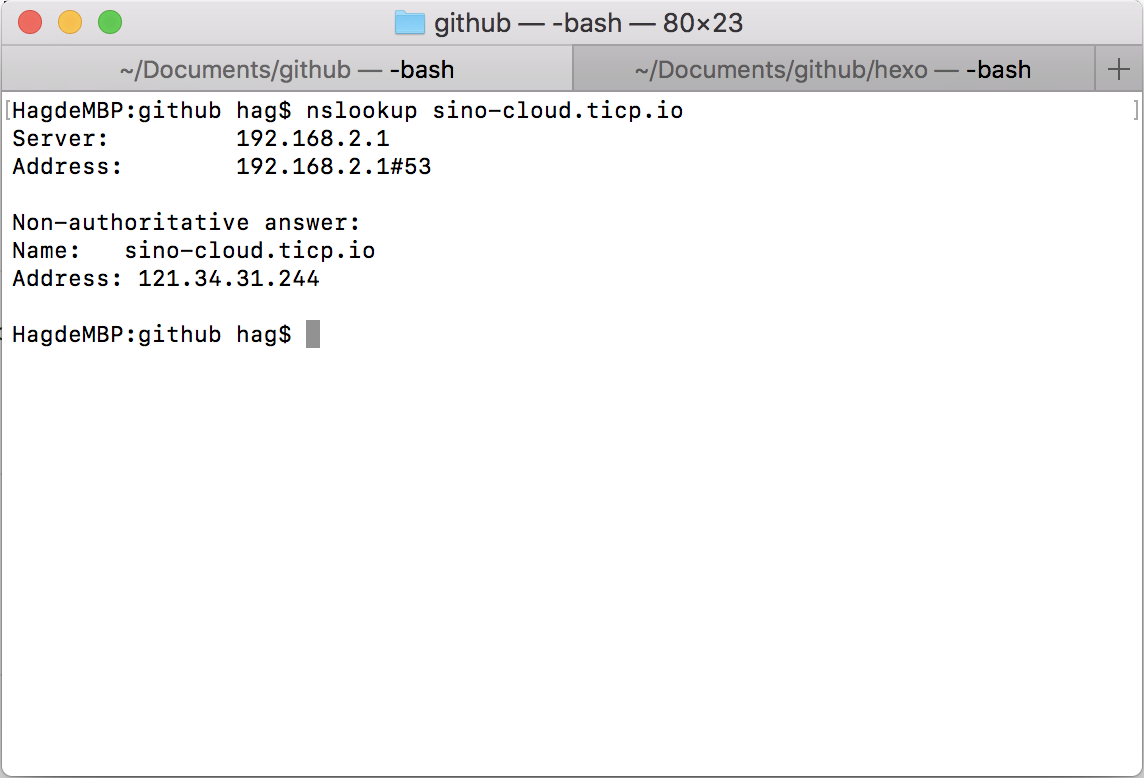 github — -bash — 80×23
~/Documents/github — -bash
~/Documents/github/hexo — -bash
[HagdeMBP:github hag$ nslookup sino-cloud.ticp.io ]
Server:		192.168.2.1
Address:	192.168.2.1#53
Non-authoritative answer:
Name:	sino-cloud.ticp.io
Address: 121.34.31.244
HagdeMBP:github hag$